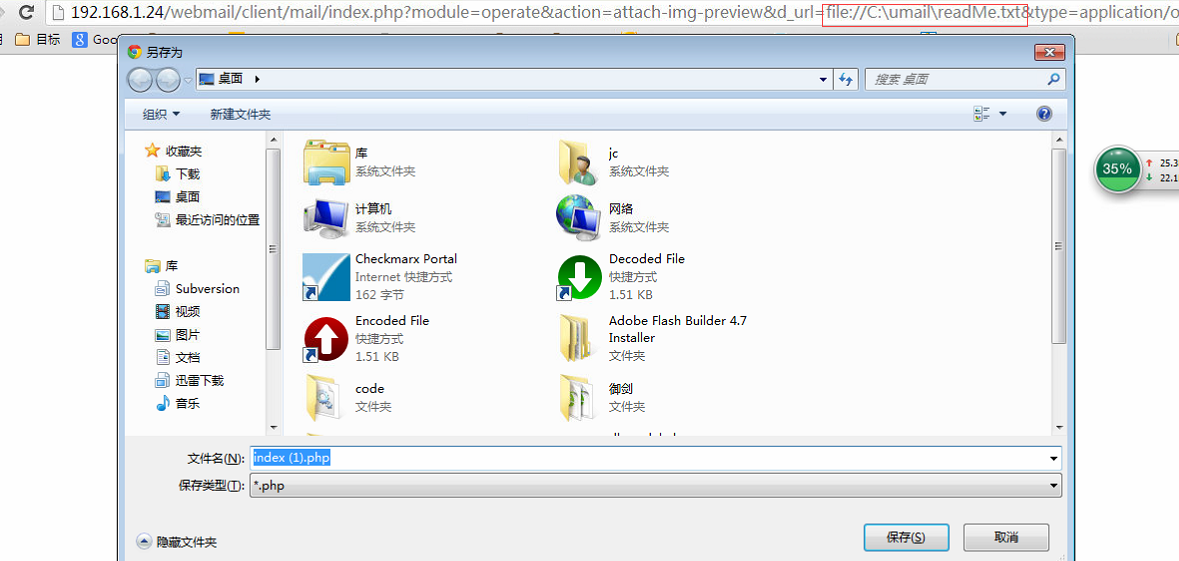 192.168.1.24/webmail/client/mail/index.php?module=operate&action=attach-img-preview&d_url=file://C:\umail\readMe.txt&type=application/o
目标
Goo
另存为
桌面
搜索 桌面
组织
新建文件夹
收藏夹
下载
桌面
最近访问的位置
库
Subversion
视频
图片
文档
迅雷下载
音乐
库
系统文件夹
jc
系统文件夹
计算机
系统文件夹
网络
系统文件夹
Checkmarx Portal
Internet 快捷方式
162 字节
Decoded File
快捷方式
1.51 KB
Encoded File
快捷方式
1.51 KB
Adobe Flash Builder 4.7
Installer
文件夹
code
文件夹
御剑
文件夹
文件名(N):
index (1).php
保存类型(T):
*.php
隐藏文件夹
保存(S)
取消
35%
25.3
22.1